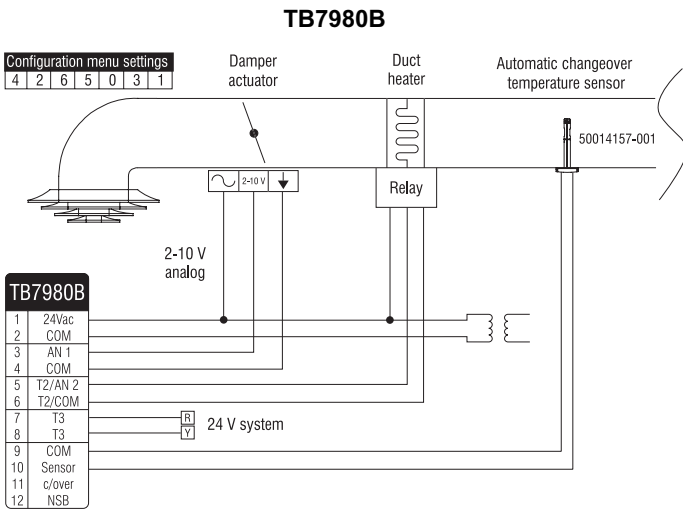 TB7980B
Configuration menu settings
4 2 6 5 0 3 1
Damper
actuator
Duct
heater
Automatic changeover
temperature sensor
50014157-001
2-10 V
Relay
2-10 V
analog
TB7980B
1 24Vac
2 COM
3 AN 1
4 COM
5 T2/AN 2
6 T2/COM
7 T3
8 T3
9 COM
10 Sensor
11 c/over
12 NSB
R
Y
24 V system